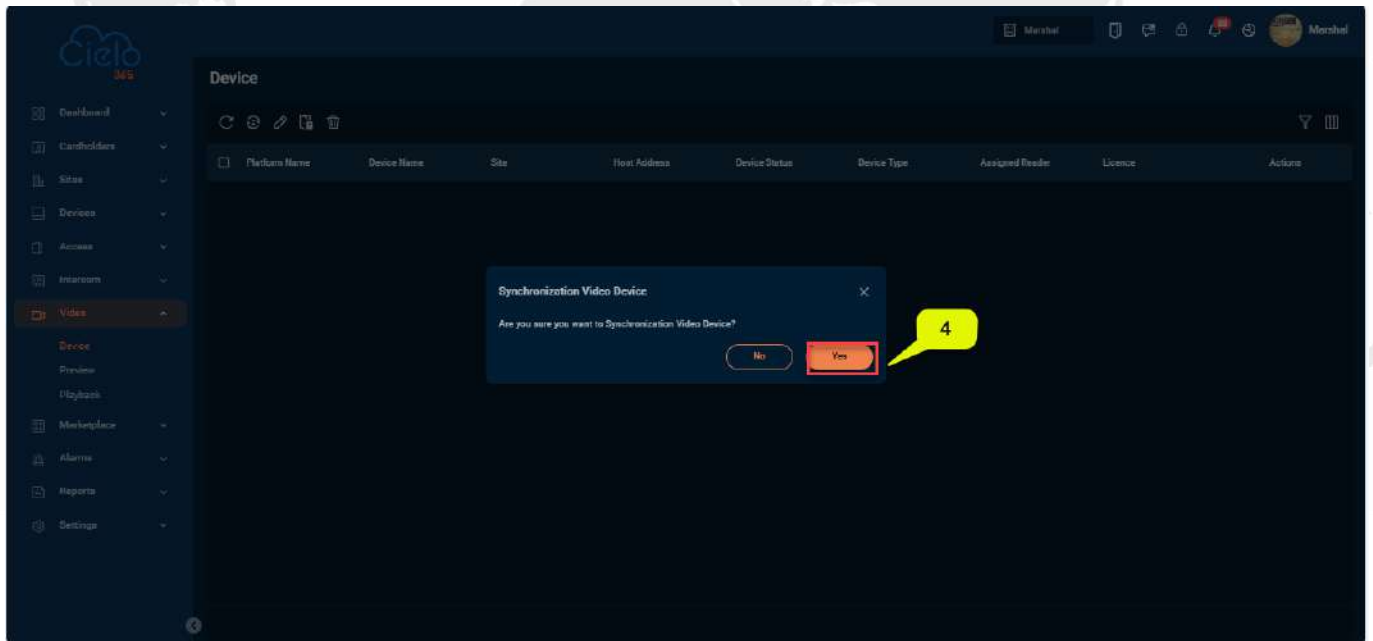 Cielo
365
Marshal
Marshal
Device
Dashboard
Cardholders
Sites
Devices
Access
Intercom
Video
Device
Preview
Playback
Marketplace
Alarms
Reports
Settings
Platform Name Device Name Site Host Address Device Status Device Type Assigned Reader Licence Actions
Synchronization Video Device
Are you sure you want to Synchronization Video Device?
No Yes
4